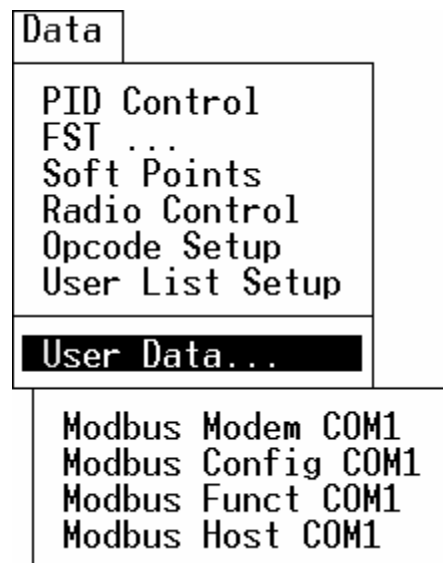 Data
PID Control
FST ...
Soft Points
Radio Control
Opcode Setup
User List Setup
User Data...
Modbus Modem COM1
Modbus Config COM1
Modbus Funct COM1
Modbus Host COM1